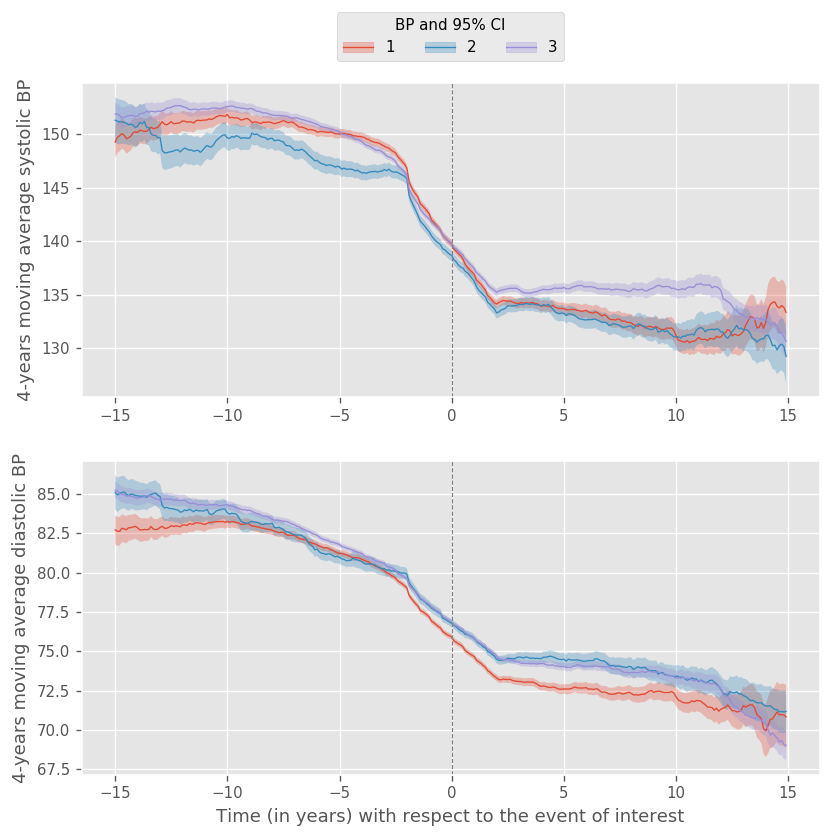 BP and 95% CI
1 2 3
4-years moving average systolic BP
150
145
140
135
130
−15 −10 −5 0 5 10 15
4-years moving average diastolic BP
85.0
82.5
80.0
77.5
75.0
72.5
70.0
67.5
−15 −10 −5 0 5 10 15
Time (in years) with respect to the event of interest